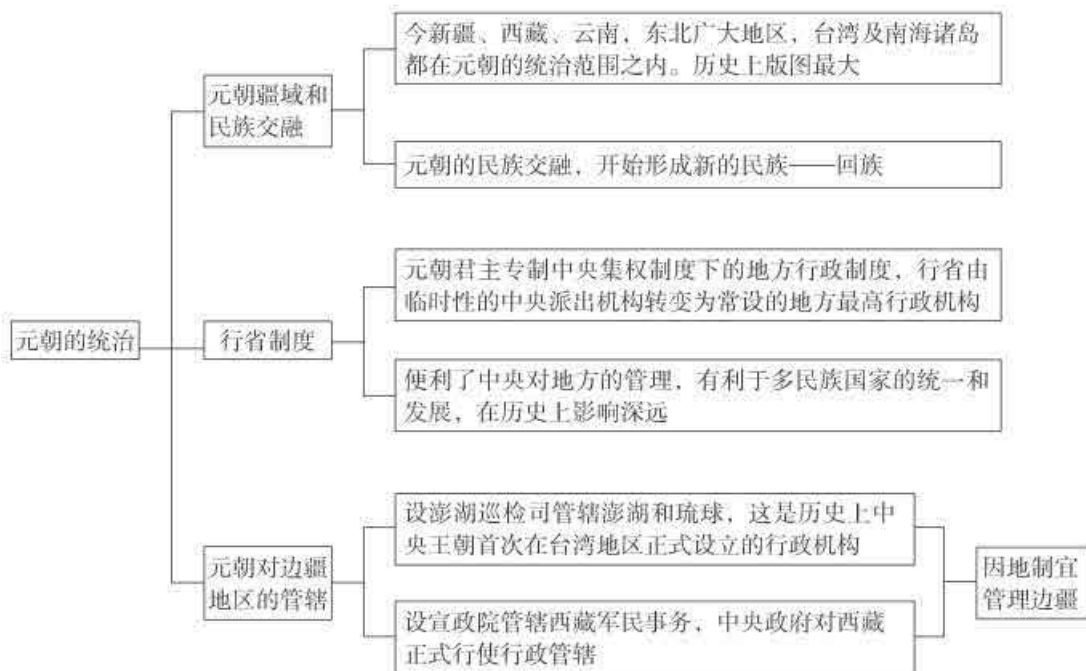 元朝的统治
元朝疆域和
民族交融
今新疆、西藏、云南，东北广大地区，台湾及南海诸岛
都在元朝的统治范围之内。历史上版图最大
元朝的民族交融，开始形成新的民族——回族
行省制度
元朝君主专制中央集权制度下的地方行政制度，行省由
临时性的中央派出机构转变为常设的地方最高行政机构
便利了中央对地方的管理，有利于多民族国家的统一和
发展，在历史上影响深远
元朝对边疆
地区的管辖
设澎湖巡检司管辖澎湖和琉球，这是历史上中
央王朝首次在台湾地区正式设立的行政机构
设宣政院管辖西藏军民事务，中央政府对西藏
正式行使行政管辖
因地制宜
管理边疆